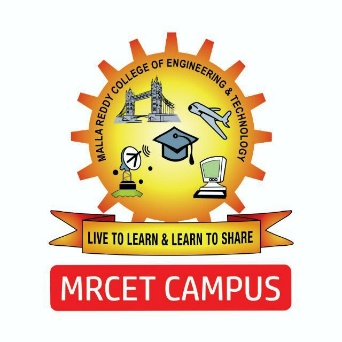 MALLA REDDY COLLEGE OF ENGINEERING & TECHNOLOGY
LIVE TO LEARN & LEARN TO SHARE
MRCET CAMPUS